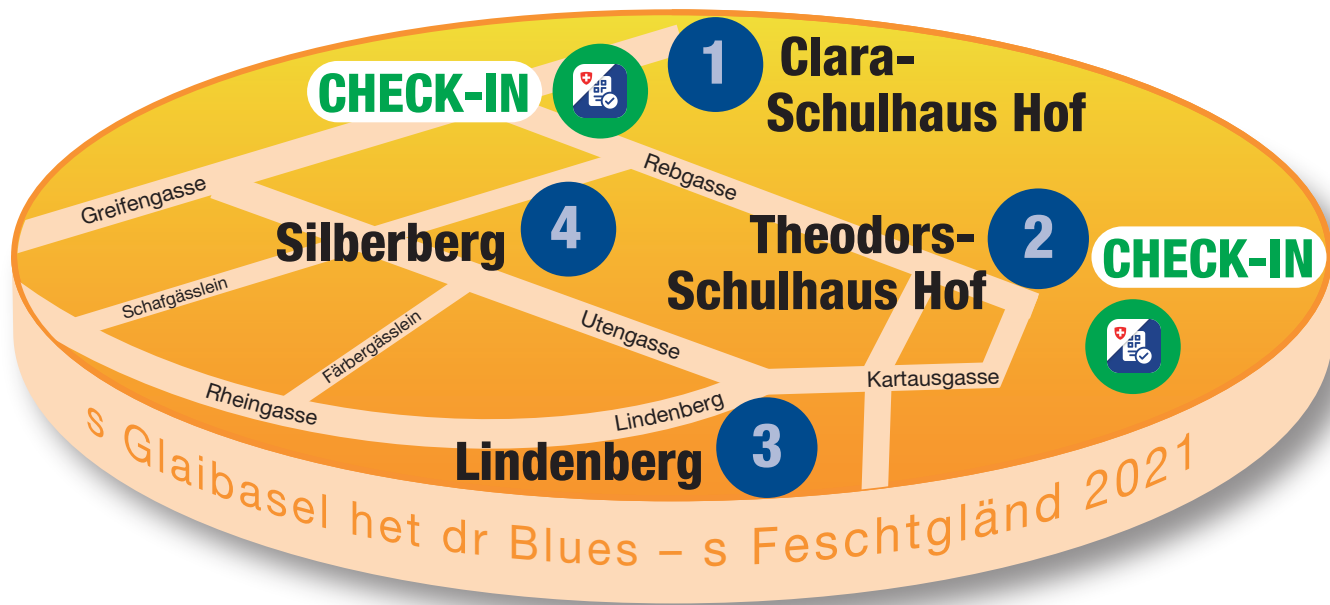 1
Clara-
Schulhaus Hof
CHECK-IN
Greifengasse
Rebgasse
Silberberg
4
Theodors-
Schulhaus Hof
2
CHECK-IN
Schafgässlein
Färbergässlein
Utengasse
Kartausgasse
Rheingasse
Lindenberg
Lindenberg
3
s Glaibasel het dr Blues – s Feschtgländ 2021